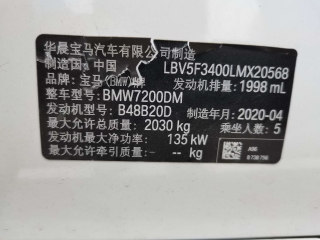 华晨宝马汽车有限公司制造
制造国：中国 LBV5F3400LMX20568
品牌：宝马(BMW)牌 发动机排量：1998 mL
整车型号：BMW7200DM
发动机型号：B48B20D 制造年月：2020-04
最大允许总质量：2030 kg 乘坐人数：5
发动机最大净功率：135 kW
最大允许牵引质量：-- kg